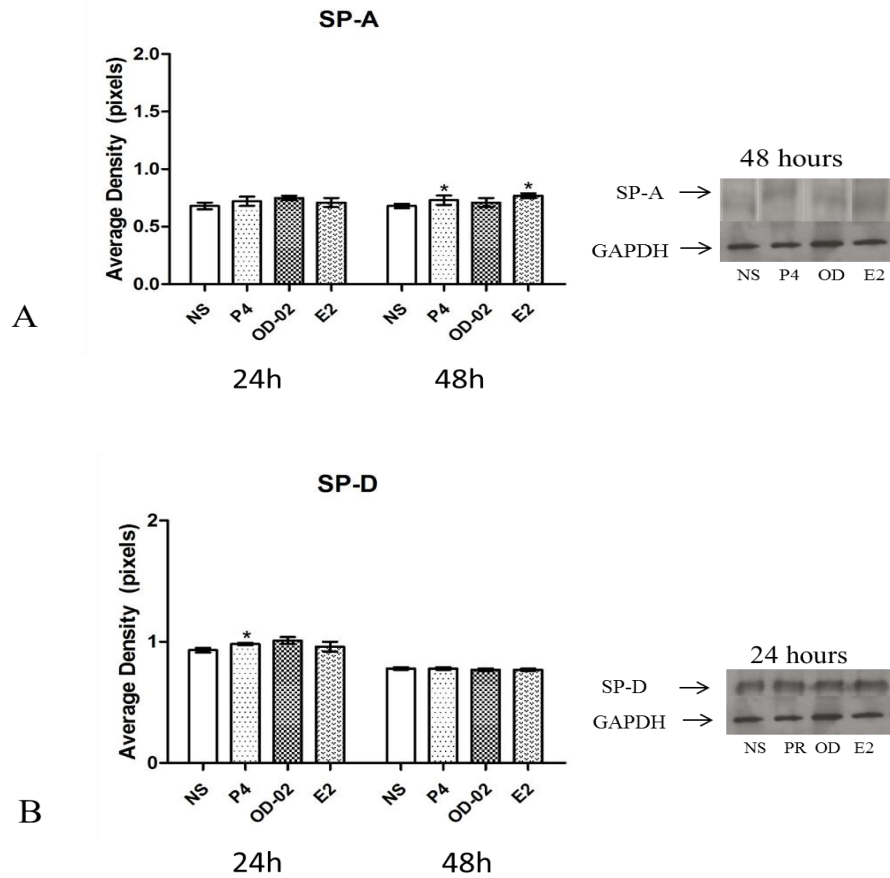 SP-A
Average Density (pixels)
2.0
1.5
1.0
0.5
0.0
* *
NS P4 OD-02 E2 NS P4 OD-02 E2
24h 48h
48 hours
SP-A
GAPDH
NS P4 OD E2
A
SP-D
Average Density (pixels)
2
1
0
*
NS P4 OD-02 E2 NS P4 OD-02 E2
24h 48h
24 hours
SP-D
GAPDH
NS PR OD E2
B